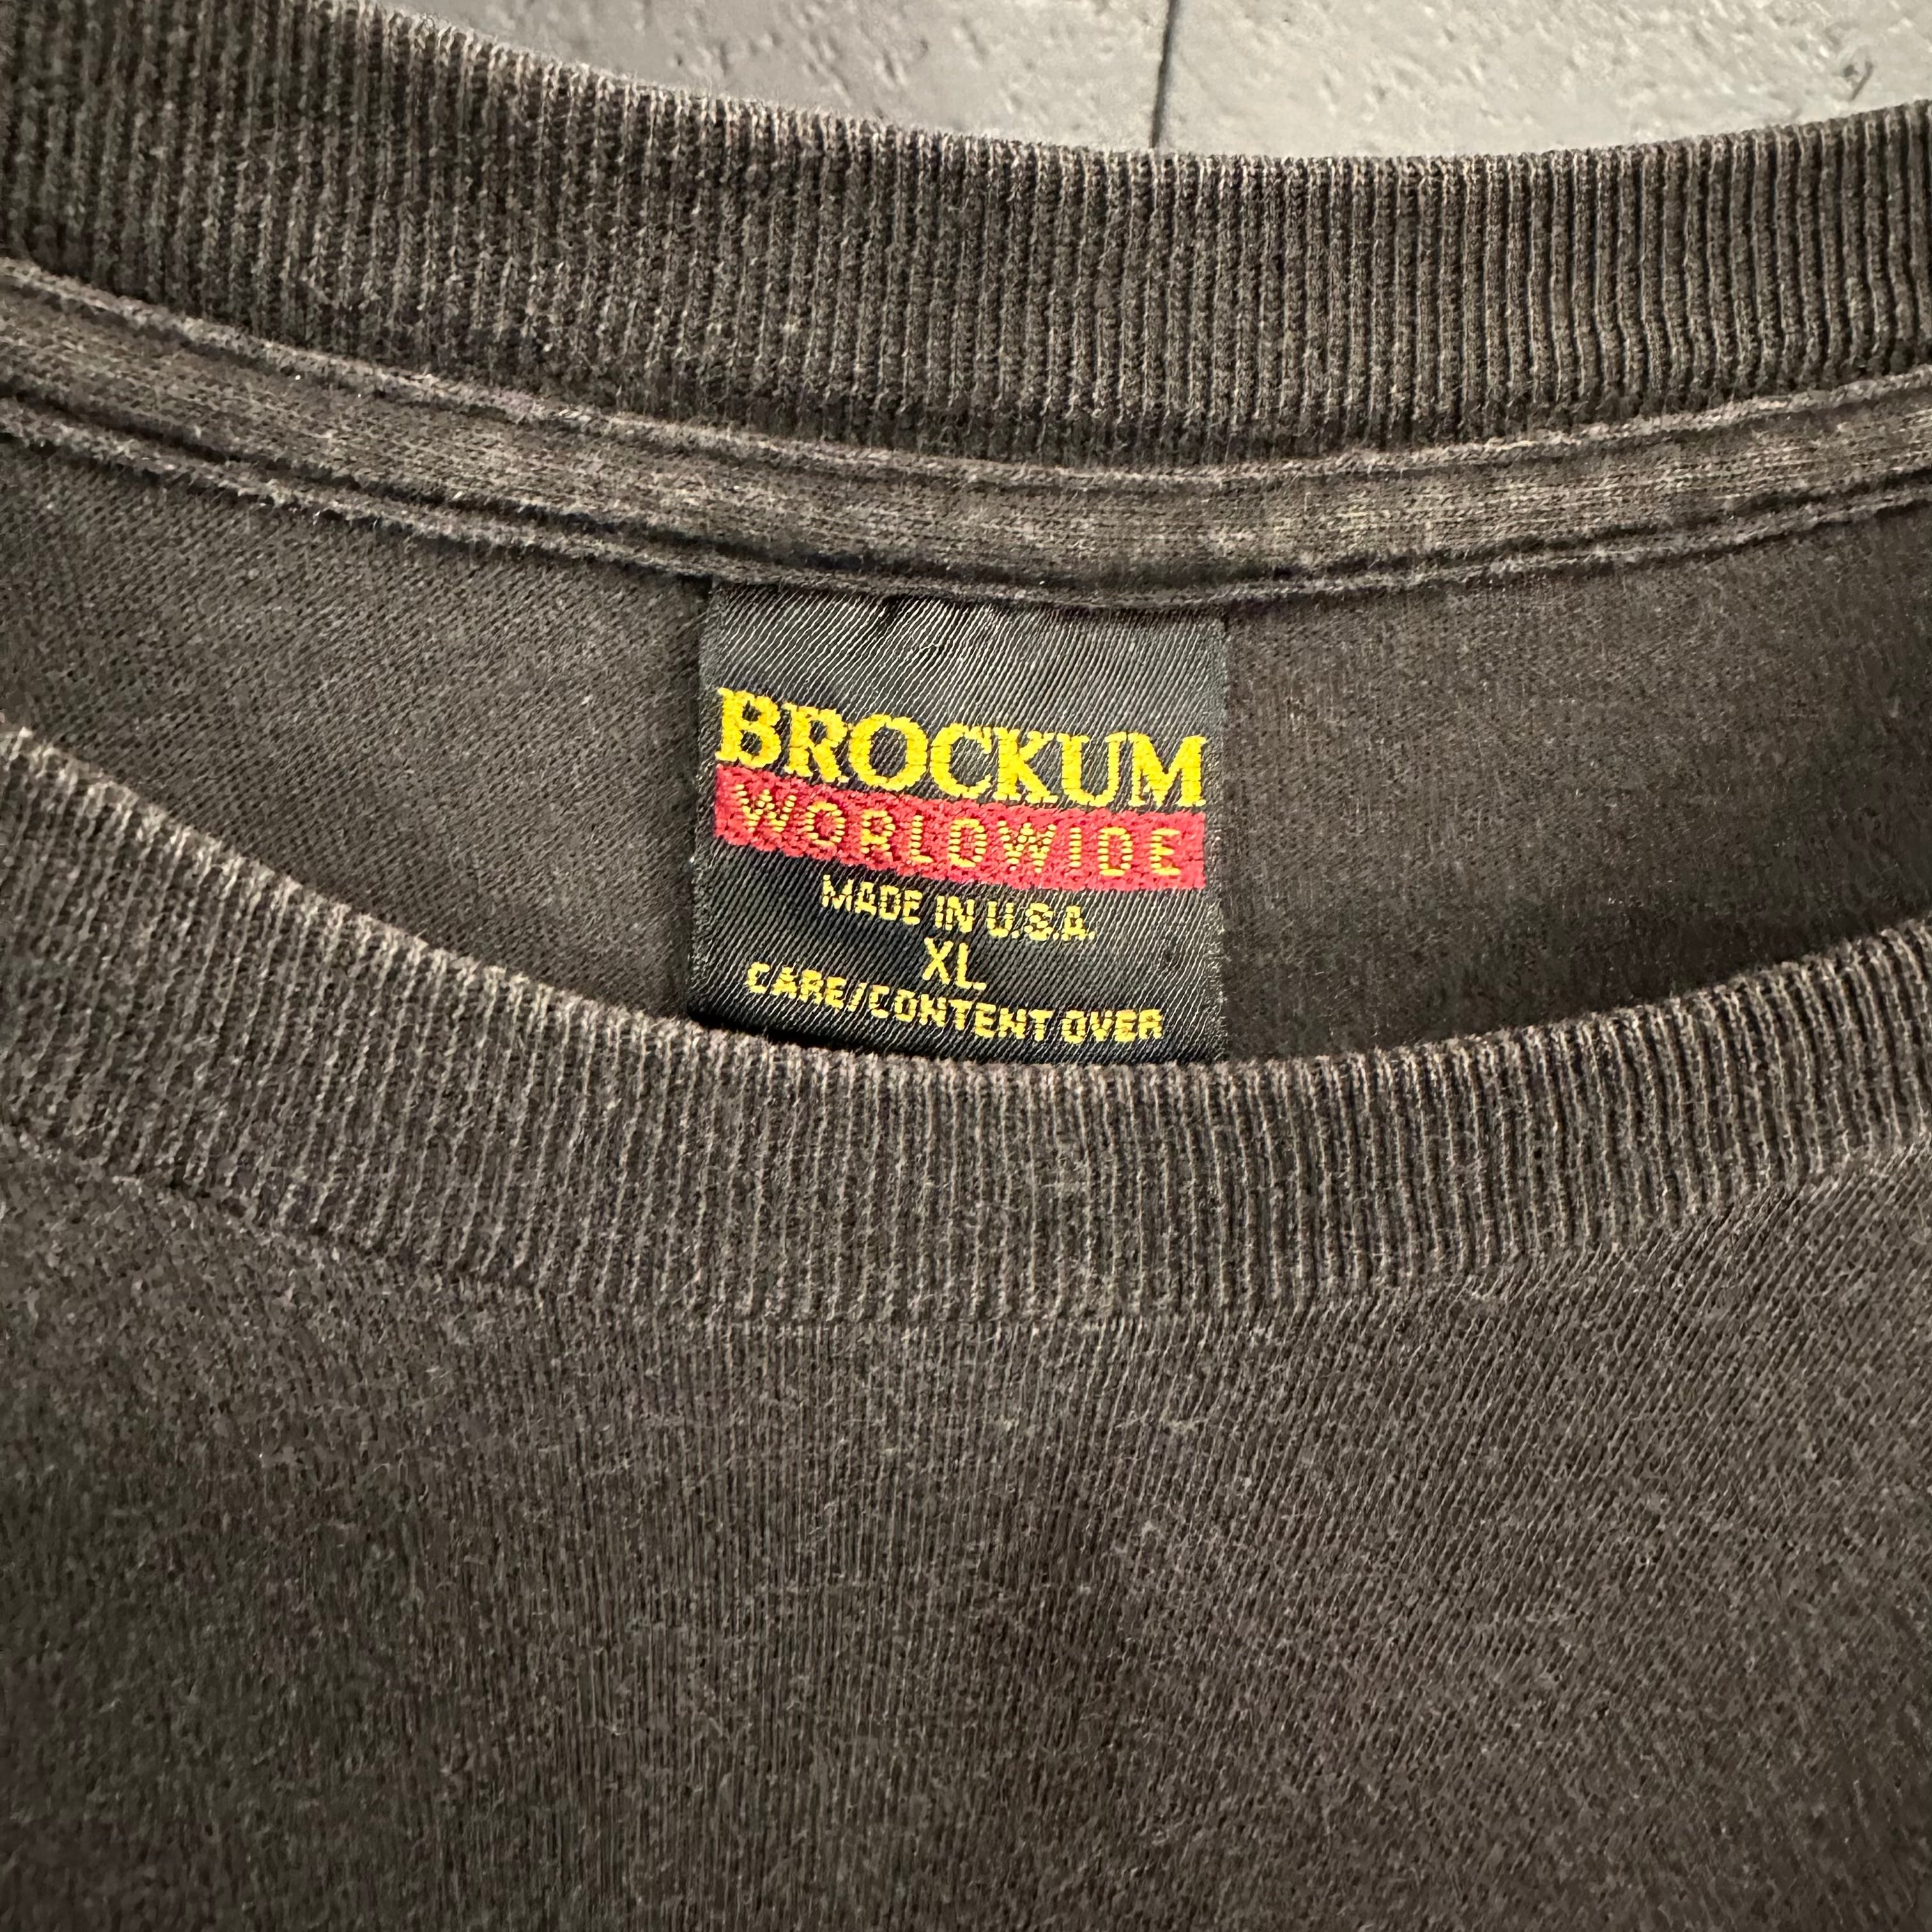 BROCKUM
WORLDWIDE
MADE IN U.S.A.
XL
CARE/CONTENT OVER